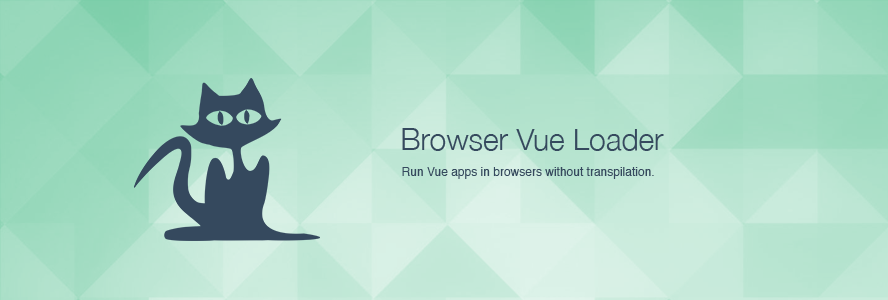 Browser Vue Loader
Run Vue apps in browsers without transpilation.